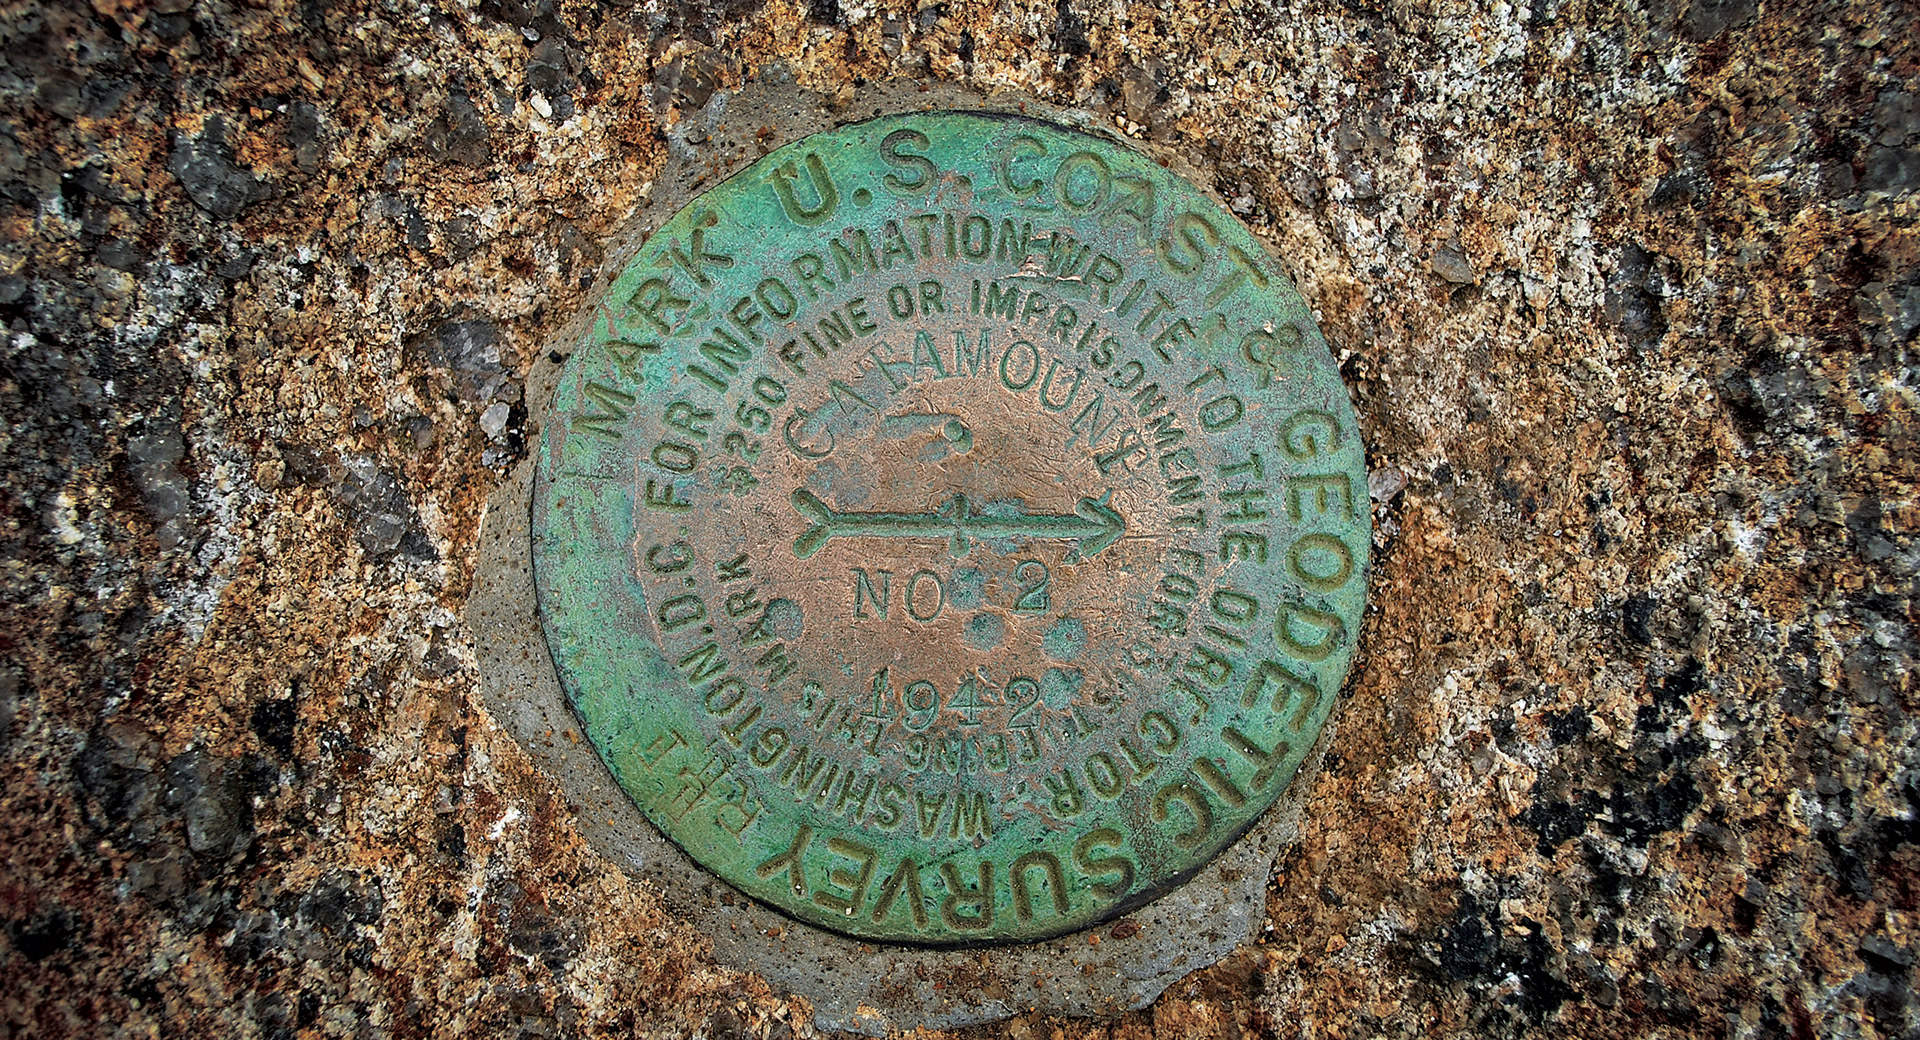 U.S. COAST & GEODETIC SURVEY
MARK
FOR INFORMATION WRITE TO THE DIRECTOR. WASHINGTON. D.C.
$250 FINE OR IMPRISONMENT FOR THIS MARK
CATAMOUNT
NO 2
1942